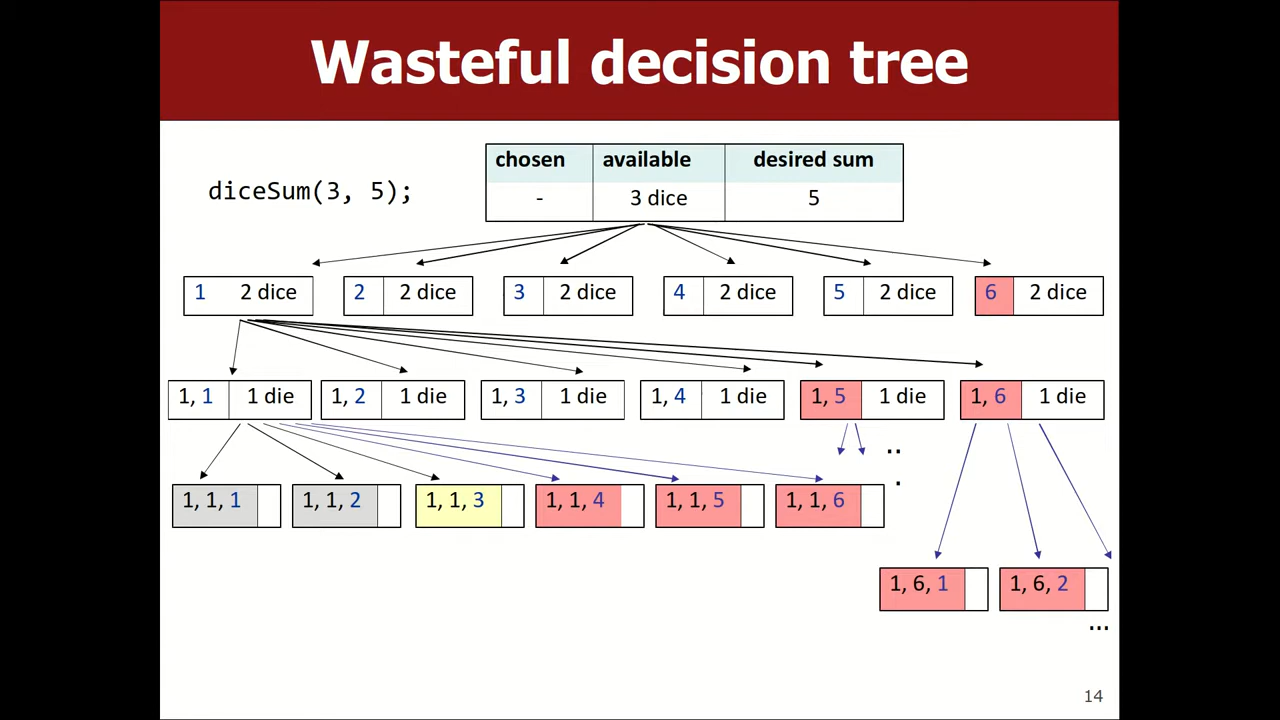 Wasteful decision tree
diceSum(3, 5);
chosen available desired sum
- 3 dice 5
1 2 dice 2 2 dice 3 2 dice 4 2 dice 5 2 dice 6 2 dice
1, 1 1 die 1, 2 1 die 1, 3 1 die 1, 4 1 die 1, 5 1 die 1, 6 1 die
..
.
1, 1, 1 1, 1, 2 1, 1, 3 1, 1, 4 1, 1, 5 1, 1, 6
1, 6, 1 1, 6, 2
...
14